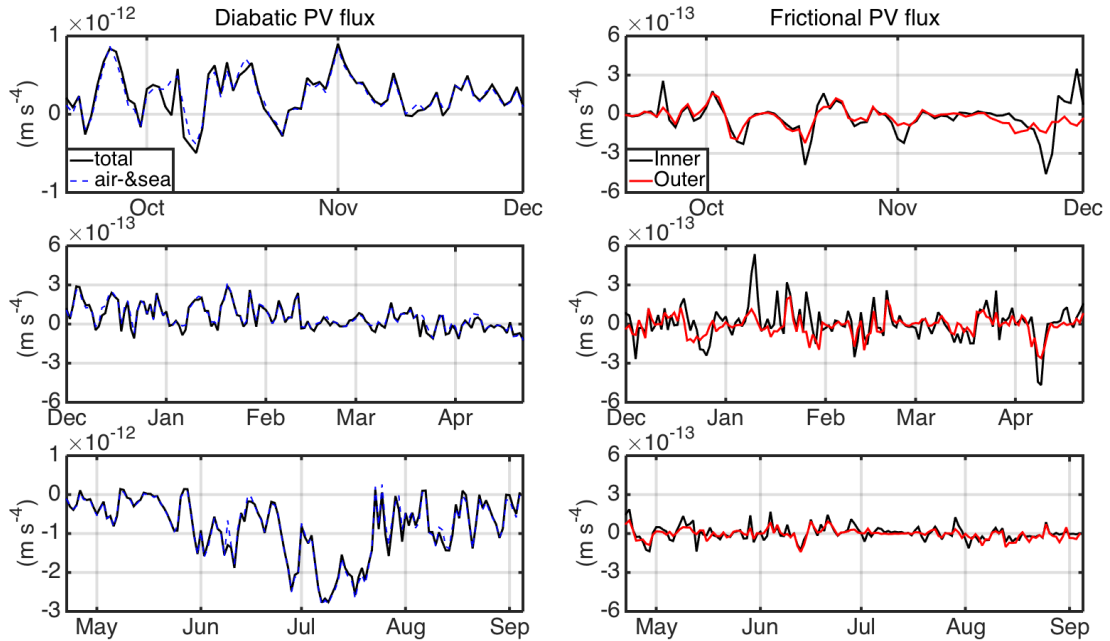 Diabatic PV flux
×10-12
1
0
-1
(m s-4)
total
air-&sea
Oct
Nov
Dec
Frictional PV flux
×10-13
6
3
0
-3
-6
(m s-4)
Inner
Outer
Oct
Nov
Dec
×10-13
6
3
0
-3
-6
(m s-4)
Dec
Jan
Feb
Mar
Apr
×10-13
6
3
0
-3
-6
(m s-4)
Dec
Jan
Feb
Mar
Apr
×10-12
1
0
-1
-2
-3
(m s-4)
May
Jun
Jul
Aug
Sep
×10-13
6
3
0
-3
-6
(m s-4)
May
Jun
Jul
Aug
Sep